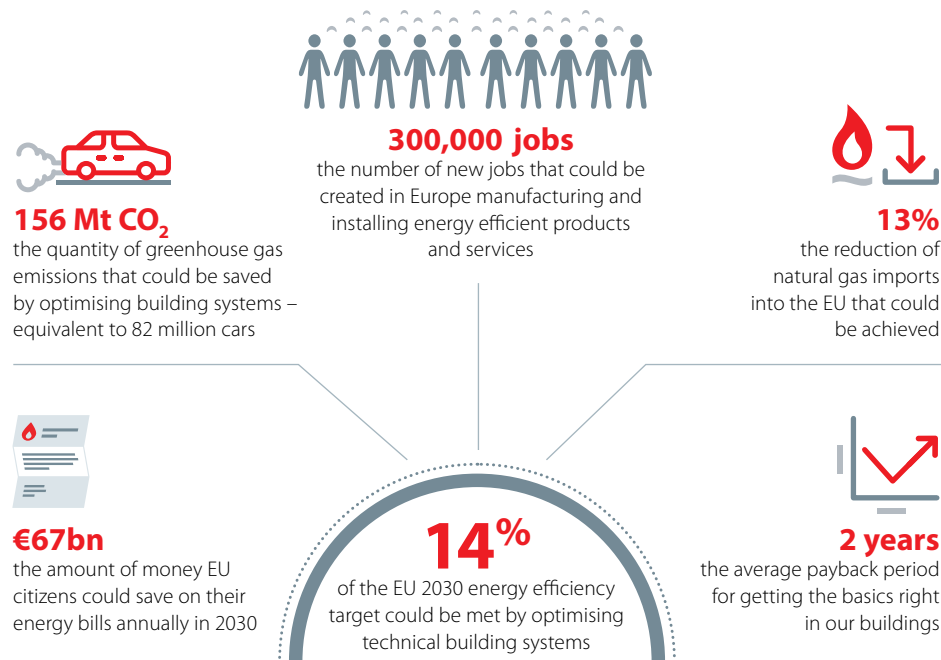 300,000 jobs
the number of new jobs that could be
created in Europe manufacturing and
installing energy efficient products
and services
156 Mt CO₂
the quantity of greenhouse gas
emissions that could be saved
by optimising building systems –
equivalent to 82 million cars
13%
the reduction of
natural gas imports
into the EU that could
be achieved
€67bn
the amount of money EU
citizens could save on their
energy bills annually in 2030
14%
of the EU 2030 energy efficiency
target could be met by optimising
technical building systems
2 years
the average payback period
for getting the basics right
in our buildings